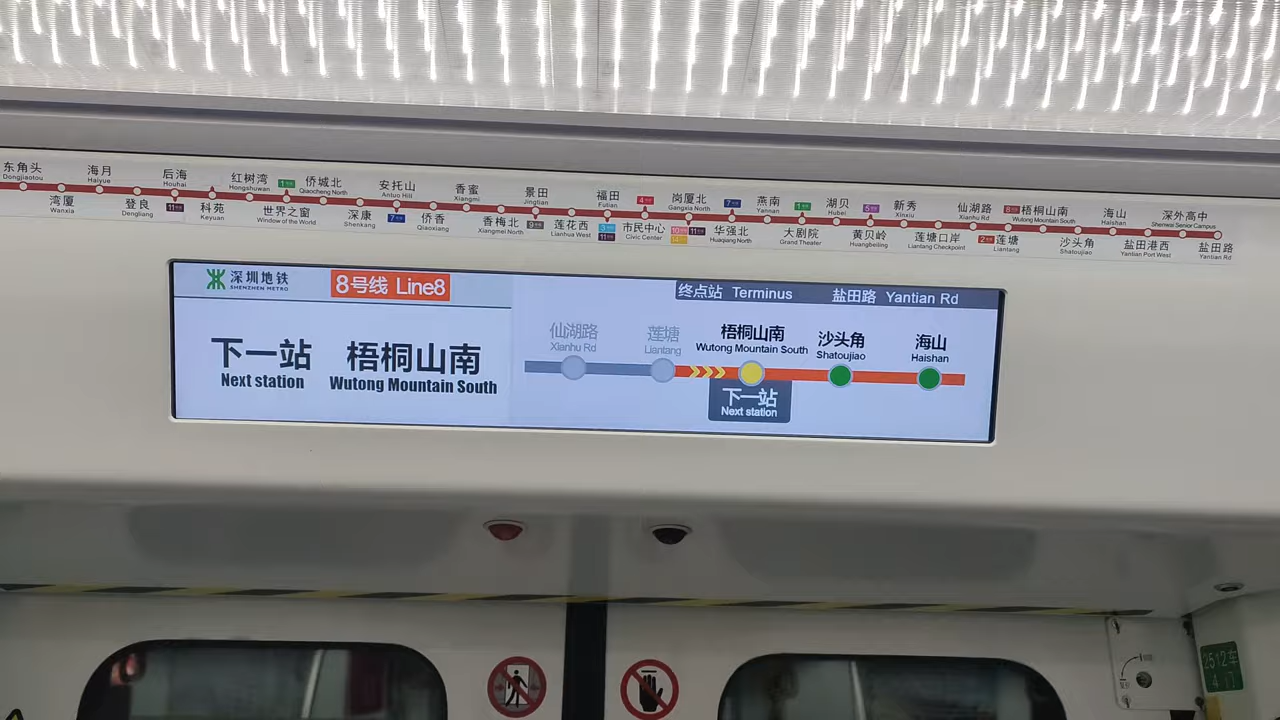 东角头
Dongjiaotou
湾厦
Wanxia
海月
Haiyue
登良
Dengliang
后海
Houhai
11
科苑
Keyuan
红树湾
Hongshuwan
1
世界之窗
Window of the World
侨城北
Qiaocheng North
深康
Shenkang
安托山
Antuo Hill
7
侨香
Qiaoxiang
香蜜
Xiangmi
香梅北
Xiangmei North
景田
Jingtian
莲花西
Lianhua West
福田
Futian
市民中心
Civic Center
岗厦北
Gangxia North
华强北
Huaqiang North
燕南
Yannan
大剧院
Grand Theater
湖贝
Hubei
黄贝岭
Huangbeiling
新秀
Xinxiu
莲塘口岸
Liantang Checkpoint
仙湖路
Xianhu Rd
莲塘
Liantang
梧桐山南
Wutong Mountain South
沙头角
Shatoujiao
海山
Haishan
盐田港西
Yantian Port West
深外高中
Shenwai Senior Campus
盐田路
Yantian Rd
深圳地铁
SHENZHEN METRO
8号线 Line8
下一站 梧桐山南
Next station Wutong Mountain South
终点站 Terminus 盐田路 Yantian Rd
仙湖路
Xianhu Rd
莲塘
Liantang
梧桐山南
Wutong Mountain South
沙头角
Shatoujiao
海山
Haishan
下一站
Next station
2512车
4门